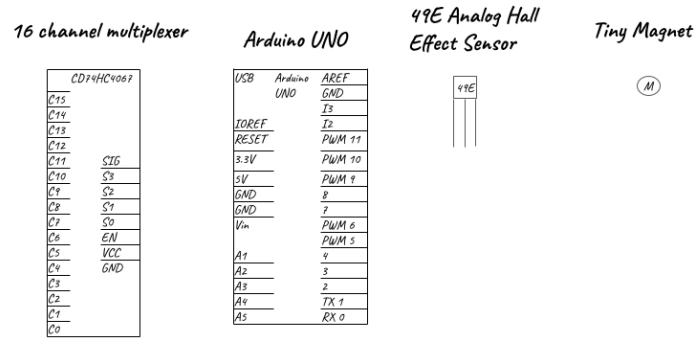 16 channel multiplexer
Arduino UNO
49E Analog Hall
Effect Sensor
Tiny Magnet
CD74HC4067
C15
C14
C13
C12
C11
C10
C9
C8
C7
C6
C5
C4
C3
C2
C1
C0
SIG
S3
S2
S1
S0
EN
VCC
GND
USB
IOREF
RESET
3.3V
5V
GND
GND
Vin
A1
A2
A3
A4
A5
Arduino
UNO
AREF
GND
I3
I2
PWM 11
PWM 10
PWM 9
8
7
PWM 6
PWM 5
4
3
2
TX 1
RX 0
49E
M